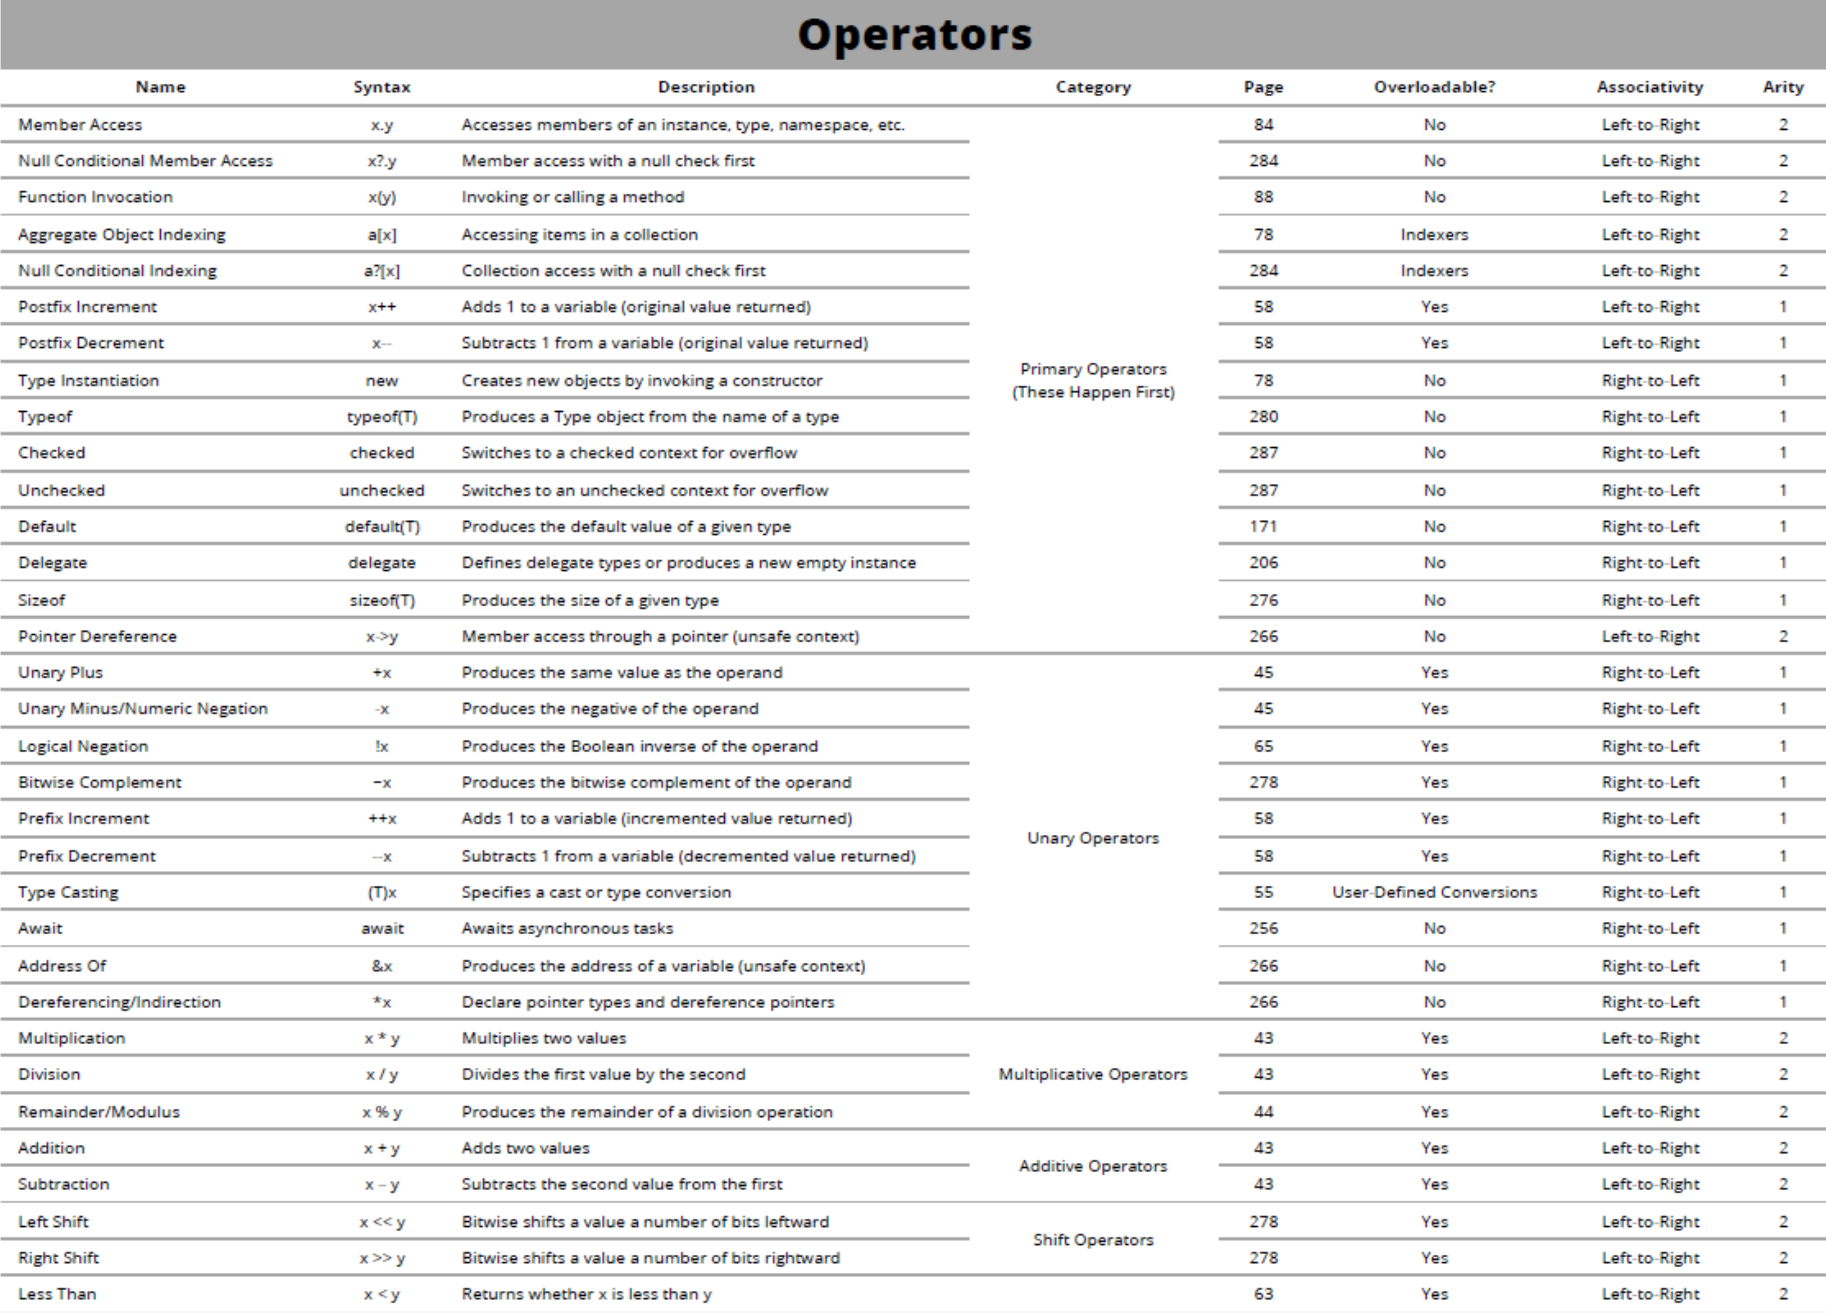 Operators
Name Syntax Description Category Page Overloadable? Associativity Arity
Member Access x.y Accesses members of an instance, type, namespace, etc. 84 No Left-to-Right 2
Null Conditional Member Access x?.y Member access with a null check first 284 No Left-to-Right 2
Function Invocation x(y) Invoking or calling a method 88 No Left-to-Right 2
Aggregate Object Indexing a[x] Accessing items in a collection 78 Indexers Left-to-Right 2
Null Conditional Indexing a?[x] Collection access with a null check first 284 Indexers Left-to-Right 2
Postfix Increment x++ Adds 1 to a variable (original value returned) 58 Yes Left-to-Right 1
Postfix Decrement x-- Subtracts 1 from a variable (original value returned) 58 Yes Left-to-Right 1
Primary Operators
(These Happen First)
Type Instantiation new Creates new objects by invoking a constructor 78 No Right-to-Left 1
Typeof typeof(T) Produces a Type object from the name of a type 280 No Right-to-Left 1
Checked checked Switches to a checked context for overflow 287 No Right-to-Left 1
Unchecked unchecked Switches to an unchecked context for overflow 287 No Right-to-Left 1
Default default(T) Produces the default value of a given type 171 No Right-to-Left 1
Delegate delegate Defines delegate types or produces a new empty instance 206 No Right-to-Left 1
Sizeof sizeof(T) Produces the size of a given type 276 No Right-to-Left 1
Pointer Dereference x->y Member access through a pointer (unsafe context) 266 No Left-to-Right 2
Unary Plus +x Produces the same value as the operand 45 Yes Right-to-Left 1
Unary Minus/Numeric Negation -x Produces the negative of the operand 45 Yes Right-to-Left 1
Logical Negation !x Produces the Boolean inverse of the operand 65 Yes Right-to-Left 1
Bitwise Complement ~x Produces the bitwise complement of the operand 278 Yes Right-to-Left 1
Prefix Increment ++x Adds 1 to a variable (incremented value returned) 58 Yes Right-to-Left 1
Unary Operators
Prefix Decrement --x Subtracts 1 from a variable (decremented value returned) 58 Yes Right-to-Left 1
Type Casting (T)x Specifies a cast or type conversion 55 User-Defined Conversions Right-to-Left 1
Await await Awaits asynchronous tasks 256 No Right-to-Left 1
Address Of &x Produces the address of a variable (unsafe context) 266 No Right-to-Left 1
Dereferencing/Indirection *x Declare pointer types and dereference pointers 266 No Right-to-Left 1
Multiplication x * y Multiplies two values 43 Yes Left-to-Right 2
Division x / y Divides the first value by the second Multiplicative Operators 43 Yes Left-to-Right 2
Remainder/Modulus x % y Produces the remainder of a division operation 44 Yes Left-to-Right 2
Addition x + y Adds two values 43 Yes Left-to-Right 2
Additive Operators
Subtraction x – y Subtracts the second value from the first 43 Yes Left-to-Right 2
Left Shift x << y Bitwise shifts a value a number of bits leftward 278 Yes Left-to-Right 2
Shift Operators
Right Shift x >> y Bitwise shifts a value a number of bits rightward 278 Yes Left-to-Right 2
Less Than x < y Returns whether x is less than y 63 Yes Left-to-Right 2